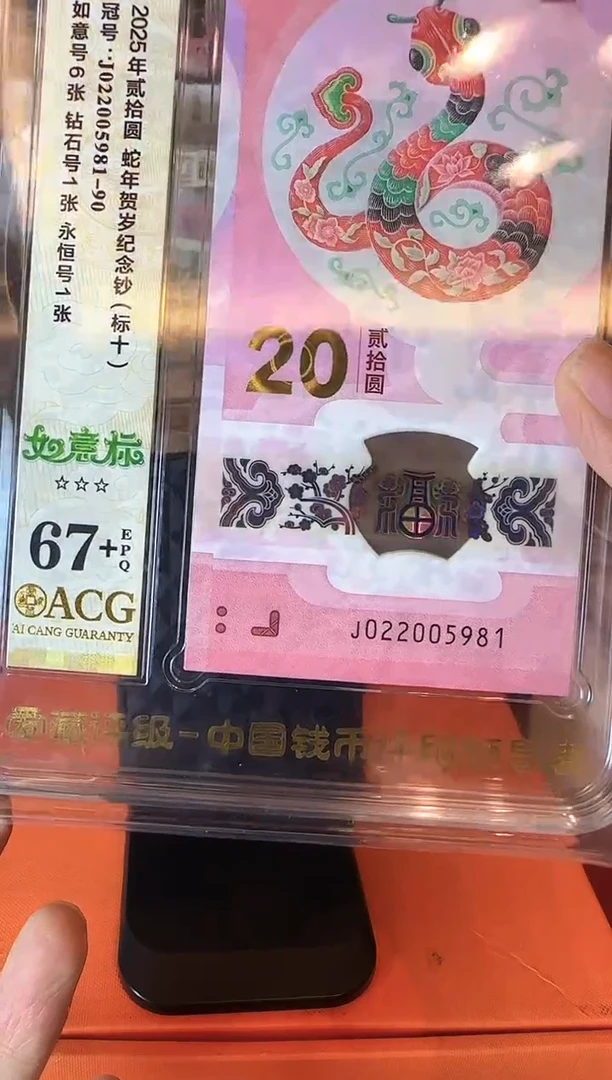 2025年贰拾圆 蛇年贺岁纪念钞(标十)
冠号:J022005981-90
如意号6张 钻石号1张 永恒号1张
如意标
☆☆☆
67+
EPQ
ACG
AI CANG GUARANTY
20
贰拾圆
福
J022005981
爱藏评级-中国钱币